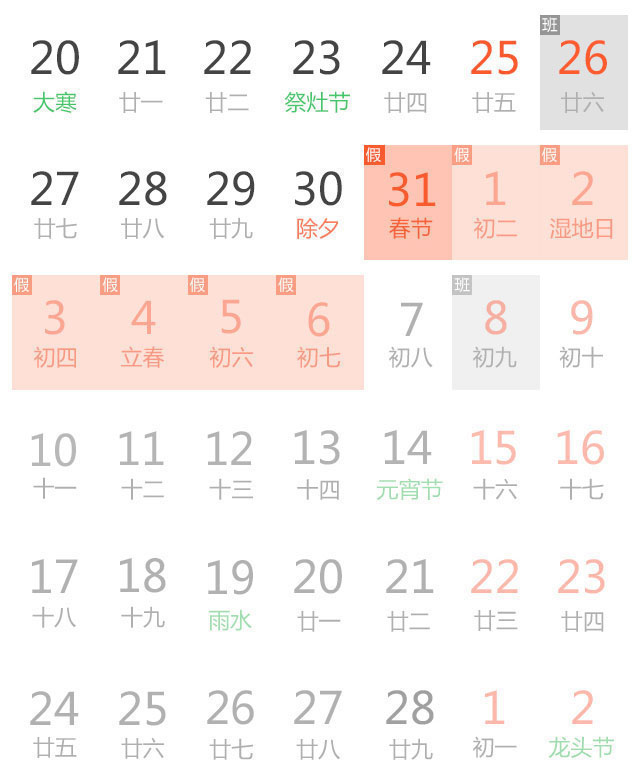 班
20 21 22 23 24 25 26
大寒 廿一 廿二 祭灶节 廿四 廿五 廿六
假 假 假
27 28 29 30 31 1 2
廿七 廿八 廿九 除夕 春节 初二 湿地日
假 假 假 假 班
3 4 5 6 7 8 9
初四 立春 初六 初七 初八 初九 初十
10 11 12 13 14 15 16
十一 十二 十三 十四 元宵节 十六 十七
17 18 19 20 21 22 23
十八 十九 雨水 廿一 廿二 廿三 廿四
24 25 26 27 28 1 2
廿五 廿六 廿七 廿八 廿九 初一 龙头节